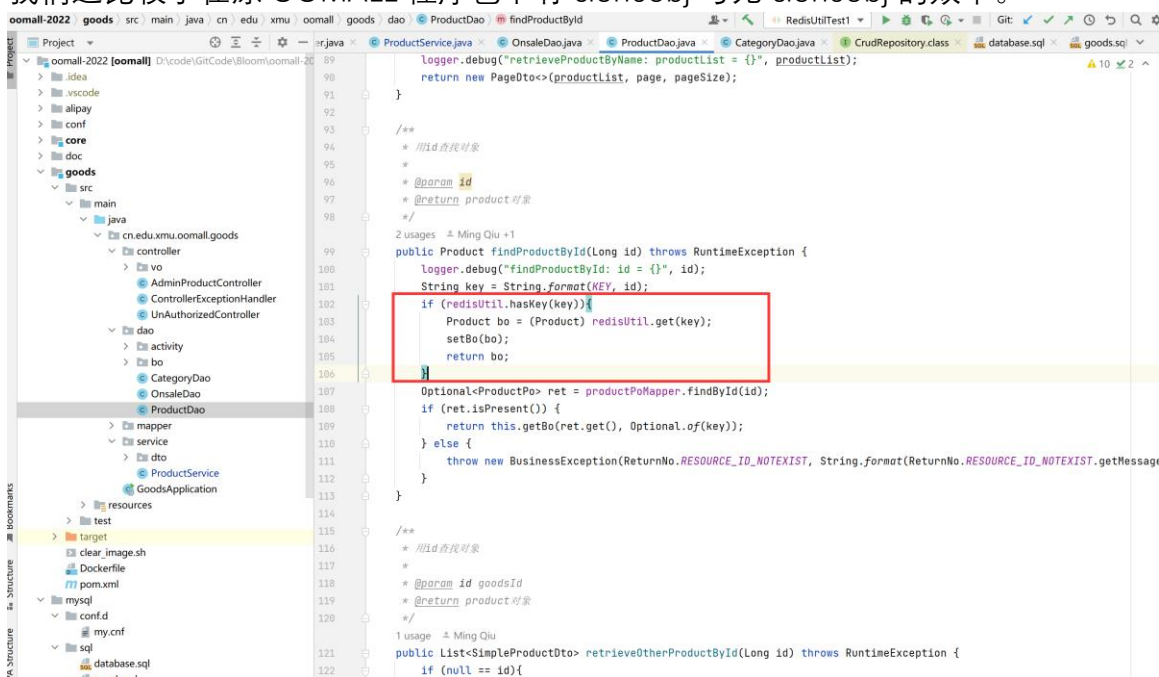 oomall-2022 goods src main java cn edu xmu oomall goods dao ProductDao findProductById RedisUtilTest1 Git:
Project er.java ProductService.java OnsaleDao.java ProductDao.java CategoryDao.java CrudRepository.class database.sql goods.sql
oomall-2022 [oomall] D:\code\GitCode\Bloom\oomall-20
.idea
.vscode
alipay
conf
core
doc
goods
src
main
java
cn.edu.xmu.oomall.goods
controller
vo
AdminProductController
ControllerExceptionHandler
UnAuthorizedController
dao
activity
bo
CategoryDao
OnsaleDao
ProductDao
mapper
service
dto
ProductService
GoodsApplication
resources
test
target
clear_image.sh
Dockerfile
pom.xml
mysql
conf.d
my.cnf
sql
database.sql
Project
Bookmarks
Structure
10 2
89 logger.debug("retrieveProductByName: productList = {}", productList);
90 return new PageDto<>(productList, page, pageSize);
91 }
92
93 /**
94 * 用id查找对象
95 *
96 * @param id
97 * @return product对象
98 */
2 usages Ming Qiu +1
99 public Product findProductById(Long id) throws RuntimeException {
100 logger.debug("findProductById: id = {}", id);
101 String key = String.format(KEY, id);
102 if (redisUtil.hasKey(key)){
103 Product bo = (Product) redisUtil.get(key);
104 setBo(bo);
105 return bo;
106 }
107 Optional<ProductPo> ret = productPoMapper.findById(id);
108 if (ret.isPresent()) {
109 return this.getBo(ret.get(), Optional.of(key));
110 } else {
111 throw new BusinessException(ReturnNo.RESOURCE_ID_NOTEXIST, String.format(ReturnNo.RESOURCE_ID_NOTEXIST.getMessage
112 }
113 }
114
115 /**
116 * 用id查找对象
117 *
118 * @param id goodsId
119 * @return product对象
120 */
1 usage Ming Qiu
121 public List<SimpleProductDto> retrieveOtherProductById(Long id) throws RuntimeException {
122 if (null == id){